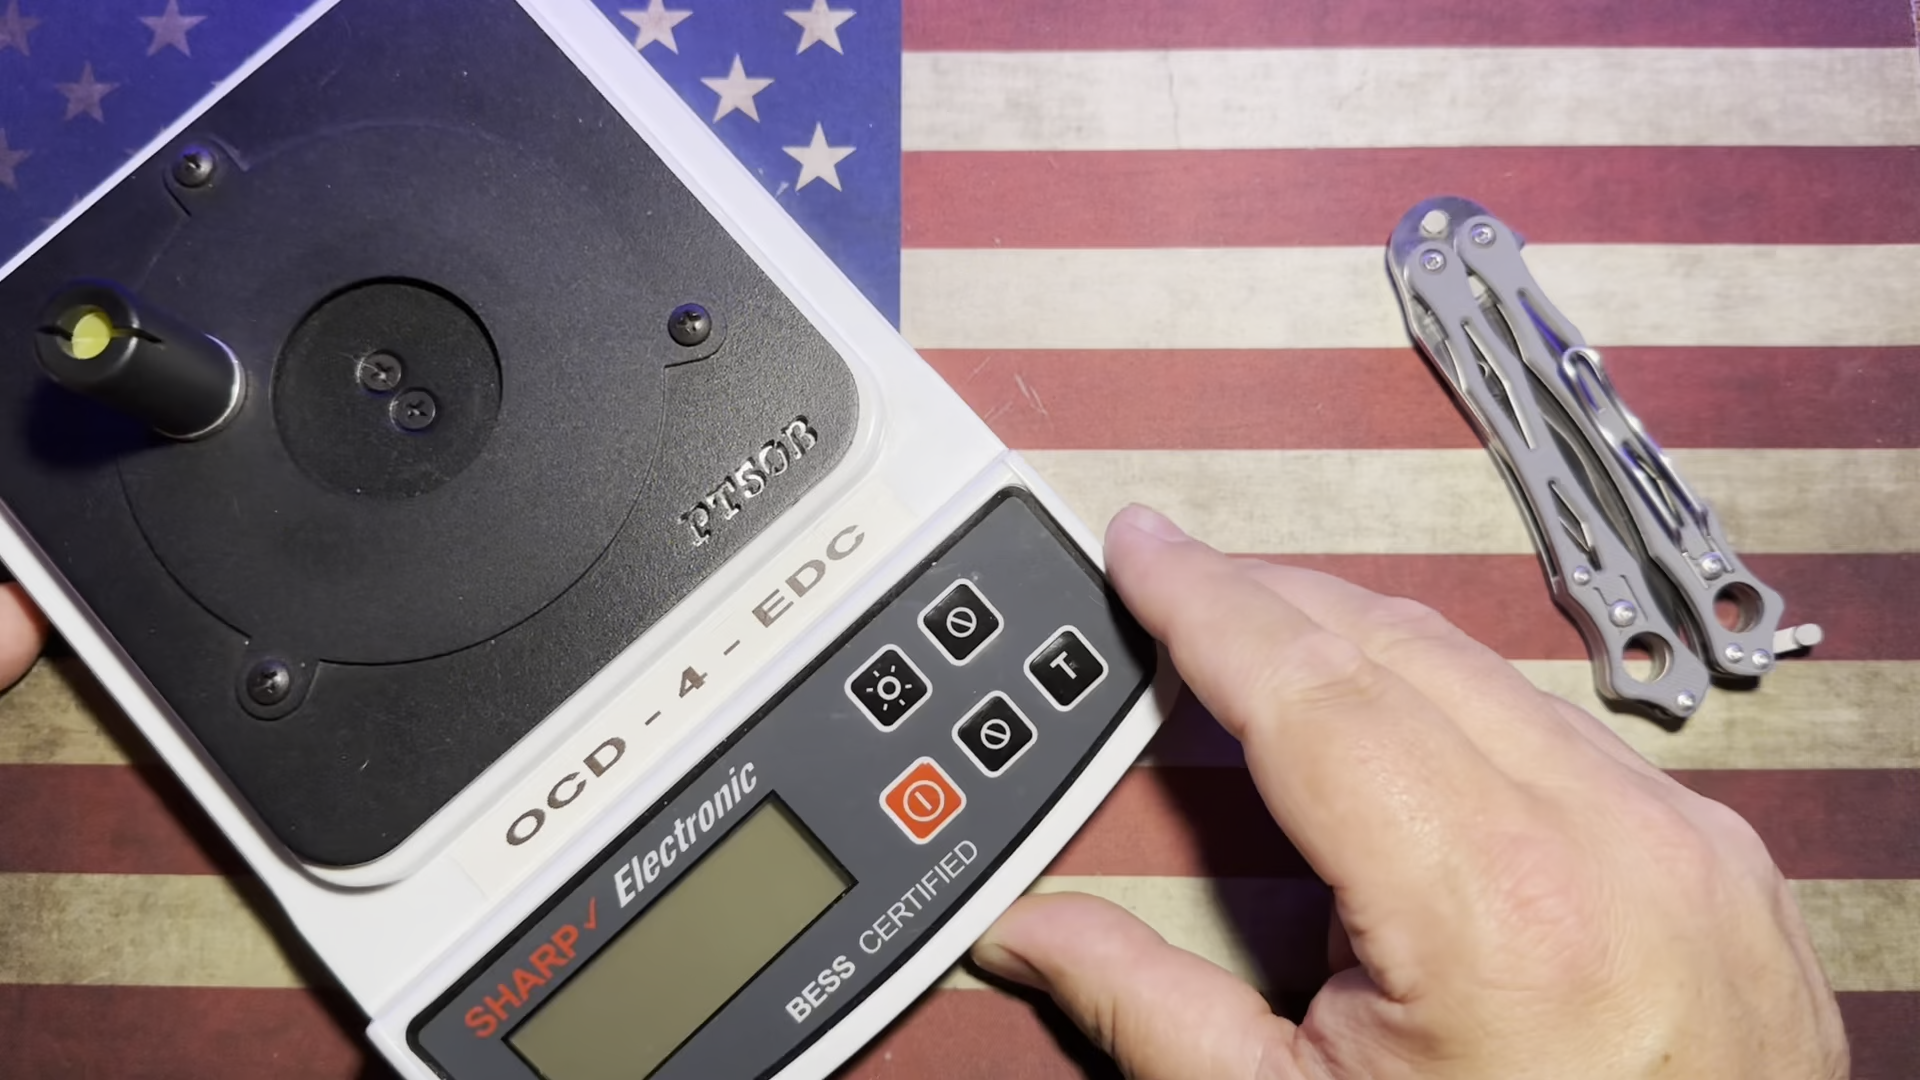 PT50B
OCD - 4 - EDC
T
SHARP✓ Electronic
BESS CERTIFIED